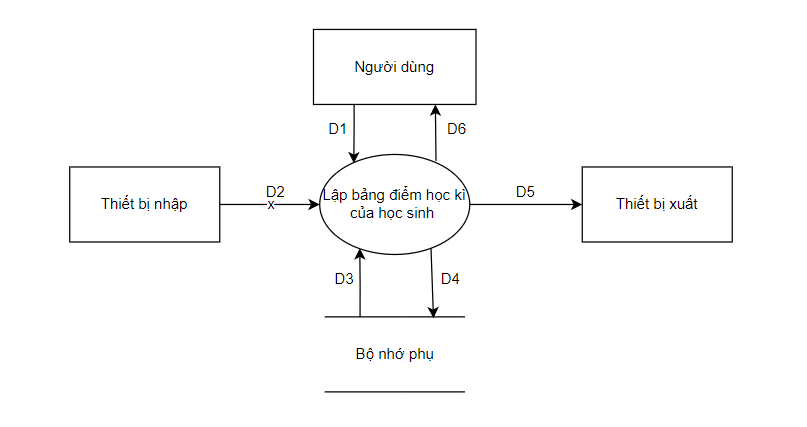 Người dùng
D1
D6
Thiết bị nhập
D2
x
Lập bảng điểm học kì
của học sinh
D5
Thiết bị xuất
D3
D4
Bộ nhớ phụ